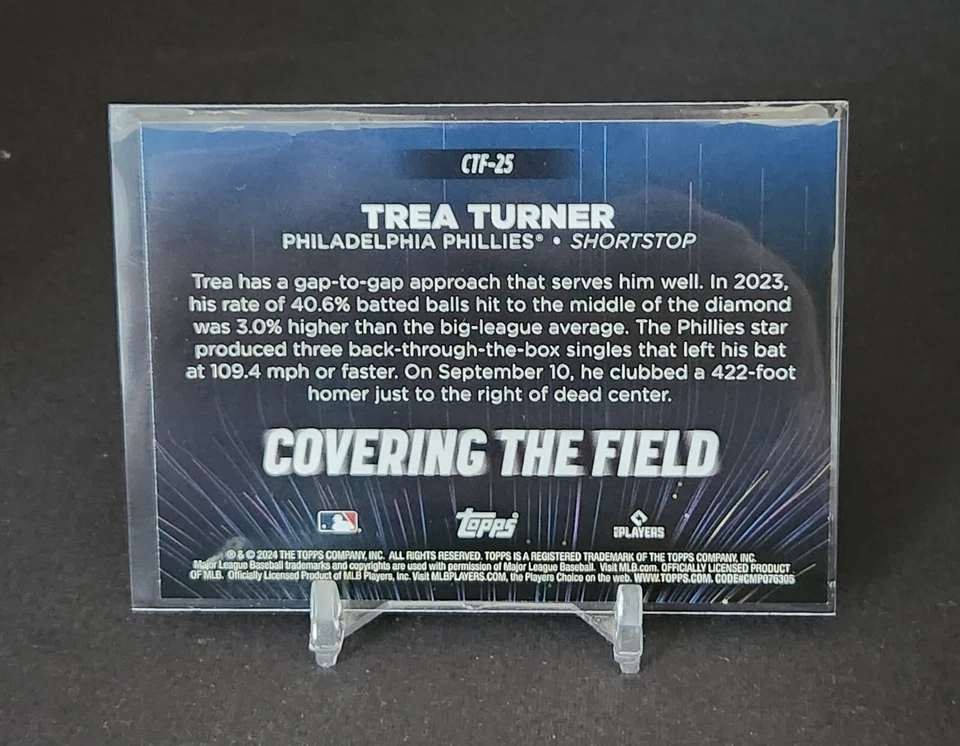 CTF-25
TREA TURNER
PHILADELPHIA PHILLIES® • SHORTSTOP
Trea has a gap-to-gap approach that serves him well. In 2023,
his rate of 40.6% batted balls hit to the middle of the diamond
was 3.0% higher than the big-league average. The Phillies star
produced three back-through-the-box singles that left his bat
at 109.4 mph or faster. On September 10, he clubbed a 422-foot
homer just to the right of dead center.
COVERING THE FIELD
topps
PLAYERS
® & © 2024 THE TOPPS COMPANY, INC. ALL RIGHTS RESERVED. TOPPS IS A REGISTERED TRADEMARK OF THE TOPPS COMPANY, INC.
Major League Baseball trademarks and copyrights are used with permission of Major League Baseball. Visit MLB.com. OFFICIALLY LICENSED PRODUCT
OF MLB. Officially Licensed Product of MLB Players, Inc. Visit MLBPLAYERS.COM, the Players Choice on the web. WWW.TOPPS.COM. CODE#CMP076305